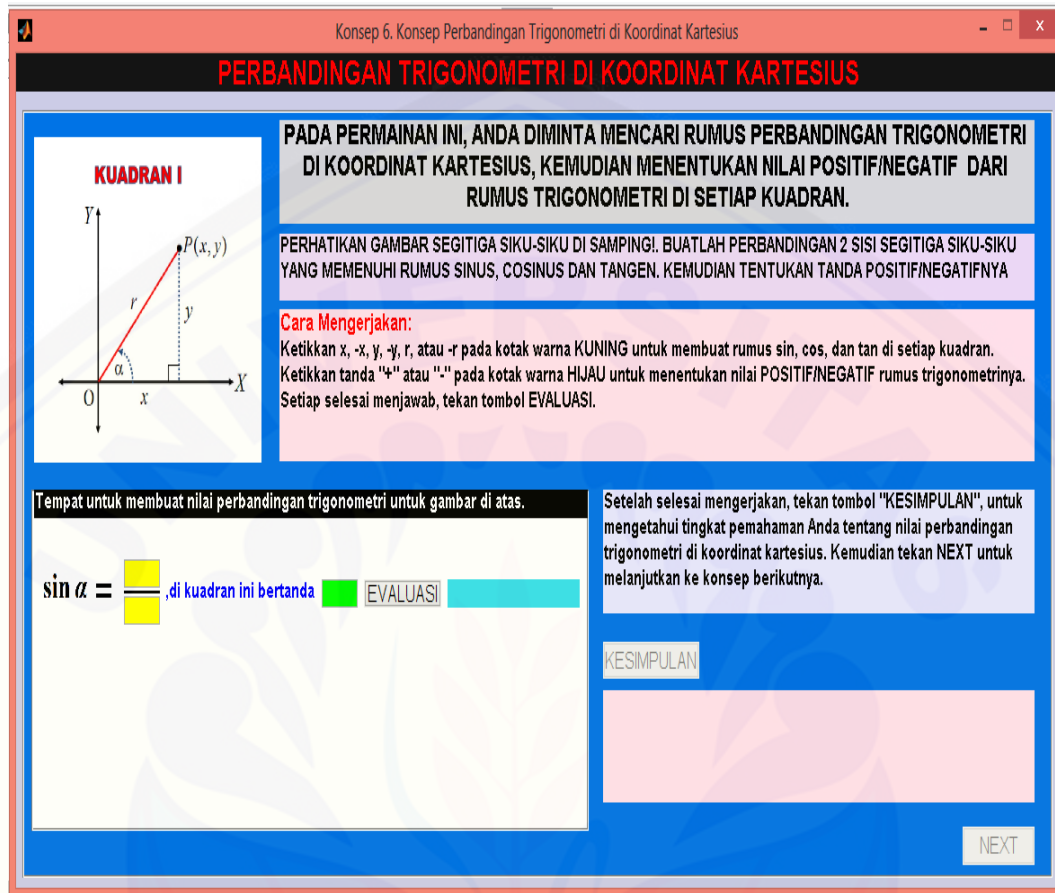 Konsep 6. Konsep Perbandingan Trigonometri di Koordinat Kartesius
PERBANDINGAN TRIGONOMETRI DI KOORDINAT KARTESIUS
KUADRAN I
Y
P(x, y)
r
y
α
O
x
X
PADA PERMAINAN INI, ANDA DIMINTA MENCARI RUMUS PERBANDINGAN TRIGONOMETRI
DI KOORDINAT KARTESIUS, KEMUDIAN MENENTUKAN NILAI POSITIF/NEGATIF DARI
RUMUS TRIGONOMETRI DI SETIAP KUADRAN.
PERHATIKAN GAMBAR SEGITIGA SIKU-SIKU DI SAMPING!. BUATLAH PERBANDINGAN 2 SISI SEGITIGA SIKU-SIKU
YANG MEMENUHI RUMUS SINUS, COSINUS DAN TANGEN. KEMUDIAN TENTUKAN TANDA POSITIF/NEGATIFNYA
Cara Mengerjakan:
Ketikkan x, -x, y, -y, r, atau -r pada kotak warna KUNING untuk membuat rumus sin, cos, dan tan di setiap kuadran.
Ketikkan tanda "+" atau "-" pada kotak warna HIJAU untuk menentukan nilai POSITIF/NEGATIF rumus trigonometrinya.
Setiap selesai menjawab, tekan tombol EVALUASI.
Tempat untuk membuat nilai perbandingan trigonometri untuk gambar di atas.
sin α = ,di kuadran ini bertanda EVALUASI
Setelah selesai mengerjakan, tekan tombol "KESIMPULAN", untuk
mengetahui tingkat pemahaman Anda tentang nilai perbandingan
trigonometri di koordinat kartesius. Kemudian tekan NEXT untuk
melanjutkan ke konsep berikutnya.
KESIMPULAN
NEXT